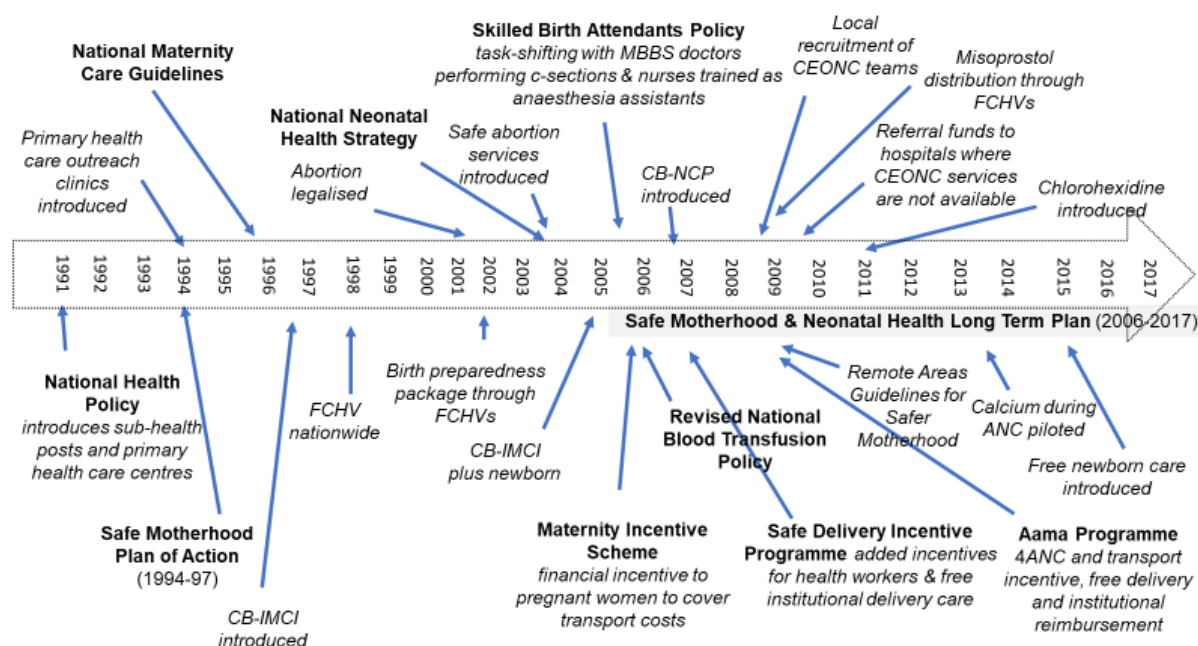 National Maternity
Care Guidelines
Primary health
care outreach
clinics
introduced
National Neonatal
Health Strategy
Abortion
legalised
Safe abortion
services
introduced
Skilled Birth Attendants Policy
task-shifting with MBBS doctors
performing c-sections & nurses trained as
anaesthesia assistants
CB-NCP
introduced
Local
recruitment of
CEONC teams
Misoprostol
distribution through
FCHVs
Referral funds to
hospitals where
CEONC services
are not available
Chlorohexidine
introduced
1991
1992
1993
1994
1995
1996
1997
1998
1999
2000
2001
2002
2003
2004
2005
2006
2007
2008
2009
2010
2011
2012
2013
2014
2015
2016
2017
Safe Motherhood & Neonatal Health Long Term Plan (2006-2017)
National Health
Policy
introduces sub-health
posts and primary
health care centres
Safe Motherhood
Plan of Action
(1994-97)
CB-IMCI
introduced
FCHV
nationwide
Birth preparedness
package through
FCHVs
CB-IMCI
plus newborn
Maternity Incentive
Scheme
financial incentive to
pregnant women to cover
transport costs
Revised National
Blood Transfusion
Policy
Safe Delivery Incentive
Programme added incentives
for health workers & free
institutional delivery care
Remote Areas
Guidelines for
Safer
Motherhood
Calcium during
ANC piloted
Free newborn care
introduced
Aama Programme
4ANC and transport
incentive, free delivery
and institutional
reimbursement